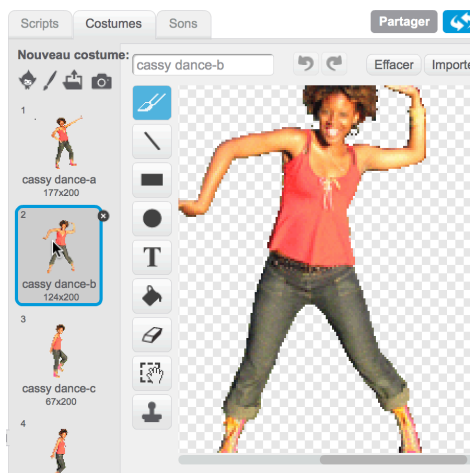 Scripts Costumes Sons Partager
Nouveau costume:
cassy dance-b Effacer Importe
1
cassy dance-a
177x200
2
cassy dance-b
124x200
T
3
cassy dance-c
67x200
4